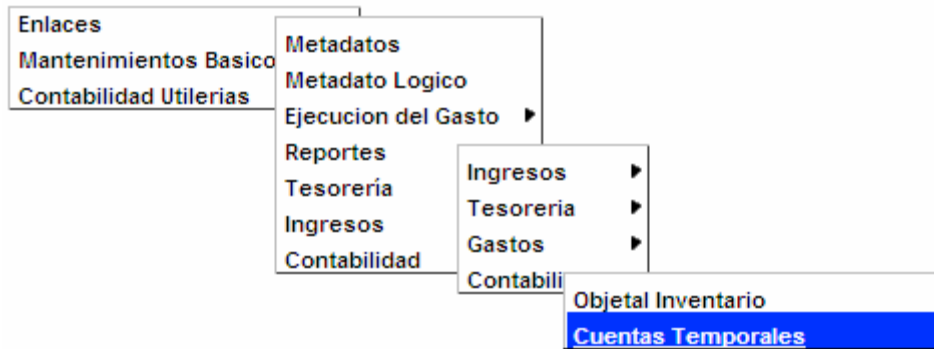 Enlaces
Mantenimientos Basico
Contabilidad Utilerias
Metadatos
Metadato Logico
Ejecucion del Gasto
Reportes
Tesorería
Ingresos
Contabilidad
Ingresos
Tesoreria
Gastos
Contabili
Objetal Inventario
Cuentas Temporales